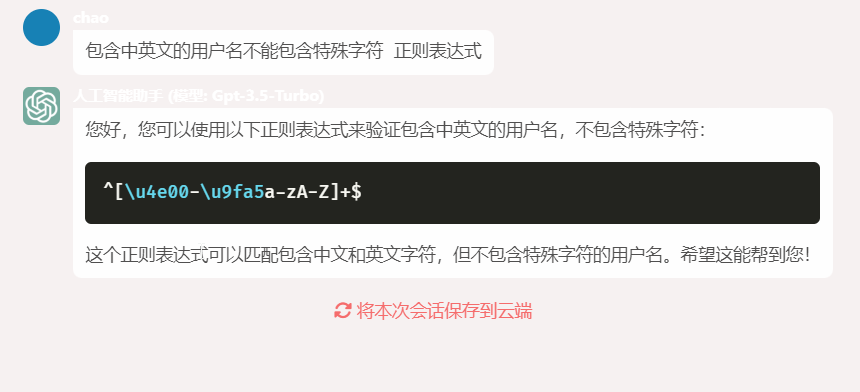 chao
包含中英文的用户名不能包含特殊字符 正则表达式
人工智能助手 (模型: Gpt-3.5-Turbo)
您好，您可以使用以下正则表达式来验证包含中英文的用户名，不包含特殊字符：
^[\u4e00-\u9fa5a-zA-Z]+$
这个正则表达式可以匹配包含中文和英文字符，但不包含特殊字符的用户名。希望这能帮到您！
将本次会话保存到云端